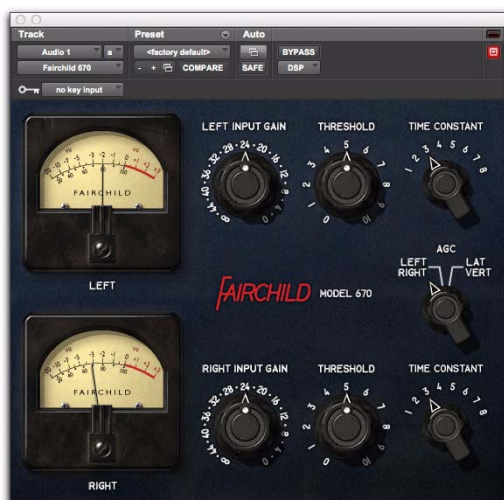 Track Preset Auto
Audio 1 a <factory default> BYPASS
Fairchild 670 - + COMPARE SAFE DSP
no key input
LEFT INPUT GAIN THRESHOLD TIME CONSTANT
VU
FAIRCHILD
LEFT
AGC
LEFT RIGHT LAT VERT
FAIRCHILD MODEL 670
RIGHT INPUT GAIN THRESHOLD TIME CONSTANT
VU
FAIRCHILD
RIGHT